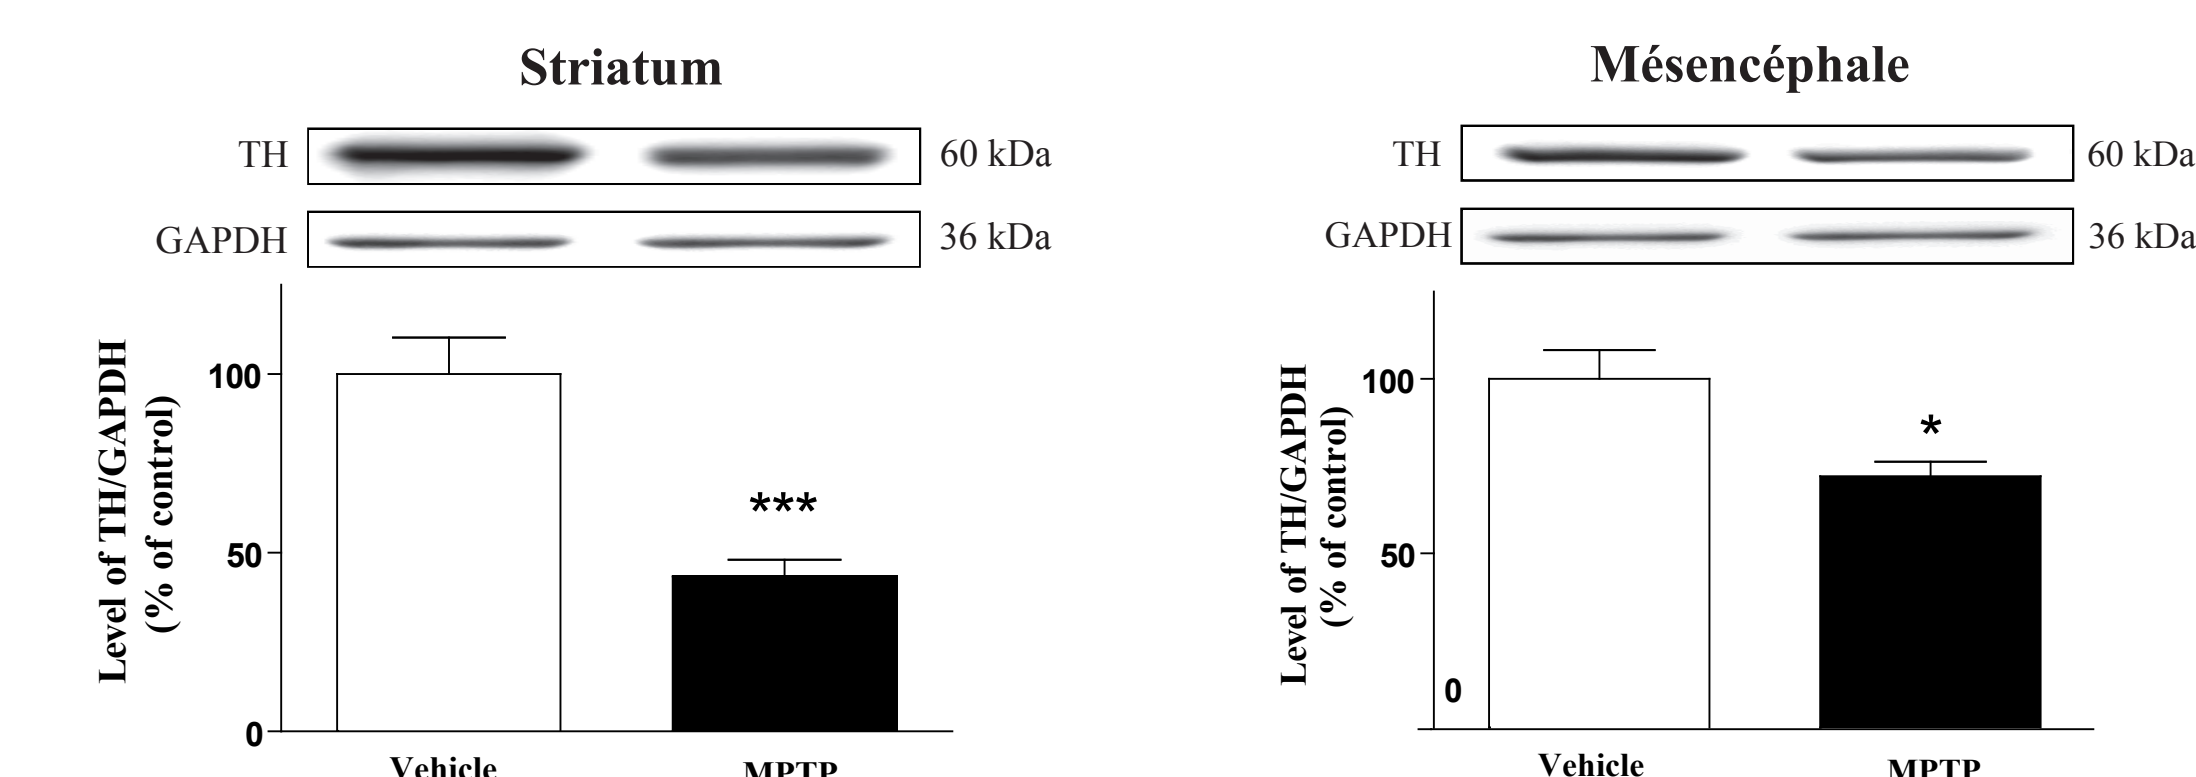 Striatum
TH
60 kDa
GAPDH
36 kDa
Level of TH/GAPDH
(% of control)
100
50
0
***
Vehicle
MPTP
Mésencéphale
TH
60 kDa
GAPDH
36 kDa
Level of TH/GAPDH
(% of control)
100
50
0
*
Vehicle
MPTP